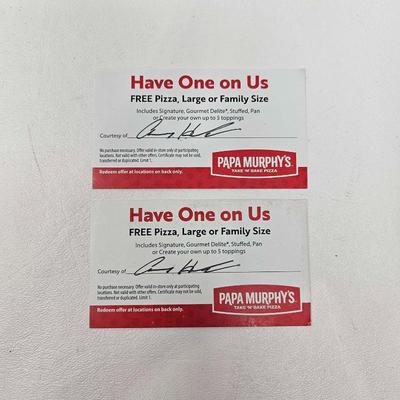 Have One on Us
FREE Pizza, Large or Family Size
Includes Signature, Gourmet Delite®, Stuffed, Pan
or Create your own up to 5 toppings
Courtesy of
No purchase necessary. Offer valid in-store only at participating
locations. Not valid with other offers. Certificate may not be sold,
transferred or duplicated. Limit 1.
Redeem offer at locations on back only.
PAPA MURPHY'S
TAKE 'N' BAKE PIZZA
Have One on Us
FREE Pizza, Large or Family Size
Includes Signature, Gourmet Delite®, Stuffed, Pan
or Create your own up to 5 toppings
Courtesy of
No purchase necessary. Offer valid in-store only at participating
locations. Not valid with other offers. Certificate may not be sold,
transferred or duplicated. Limit 1.
Redeem offer at locations on back only.
PAPA MURPHY'S
TAKE 'N' BAKE PIZZA